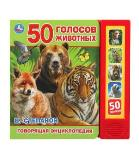 50 ГОЛОСОВ
ЖИВОТНЫХ
В. СТЕПАНОВ
ГОВОРЯЩАЯ ЭНЦИКЛОПЕДИЯ
50